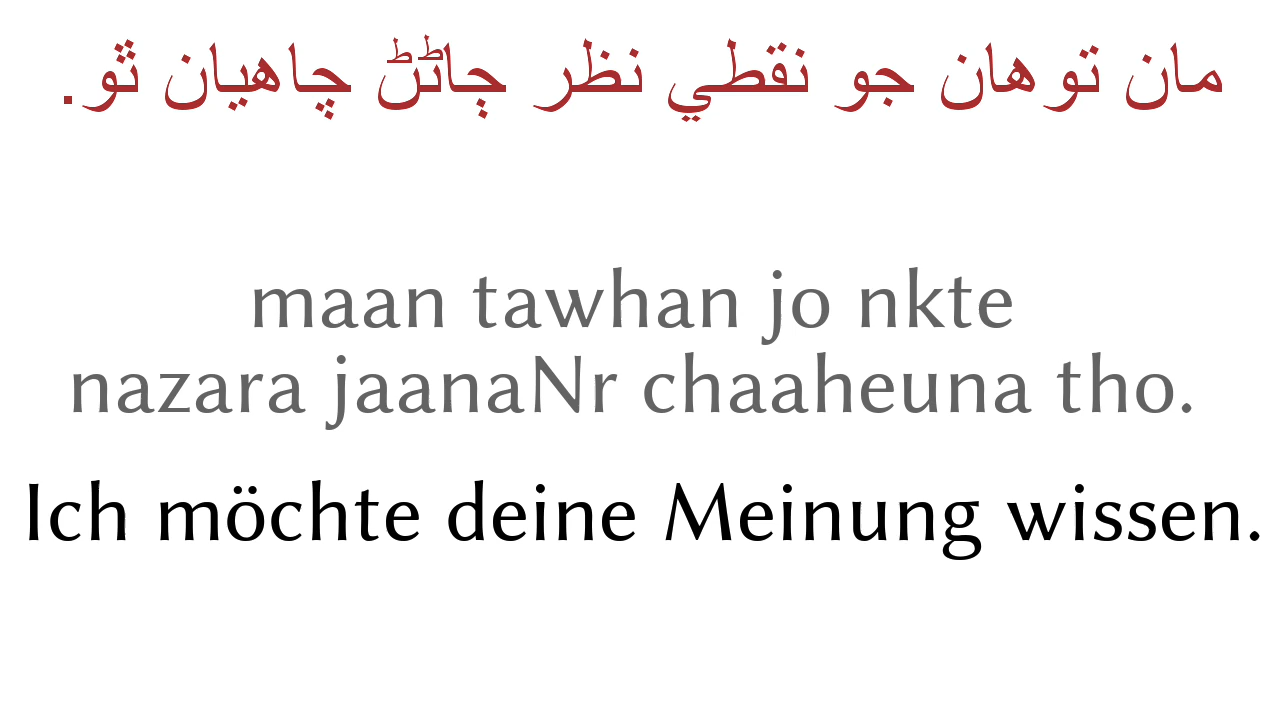 مان توهان جو نقطي نظر ڄاڻڻ چاهيان ٿو.
maan tawhan jo nkte
nazara jaanaNr chaaheuna tho.
Ich möchte deine Meinung wissen.